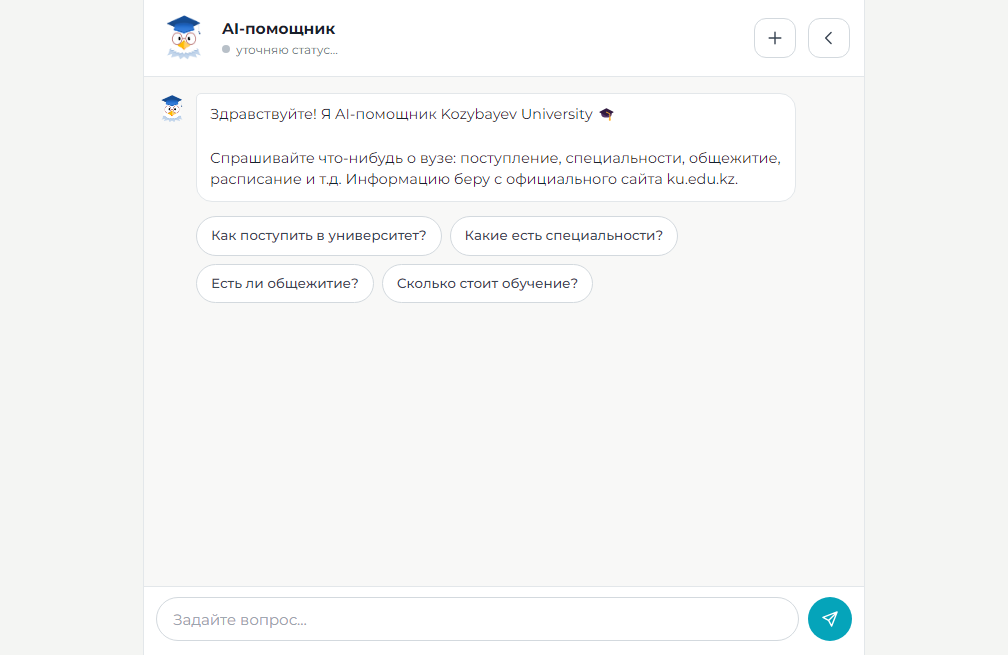 AI-помощник
уточняю статус...
Здравствуйте! Я AI-помощник Kozybayev University 🎓
Спрашивайте что-нибудь о вузе: поступление, специальности, общежитие,
расписание и т.д. Информацию беру с официального сайта ku.edu.kz.
Как поступить в университет?
Какие есть специальности?
Есть ли общежитие?
Сколько стоит обучение?
Задайте вопрос...